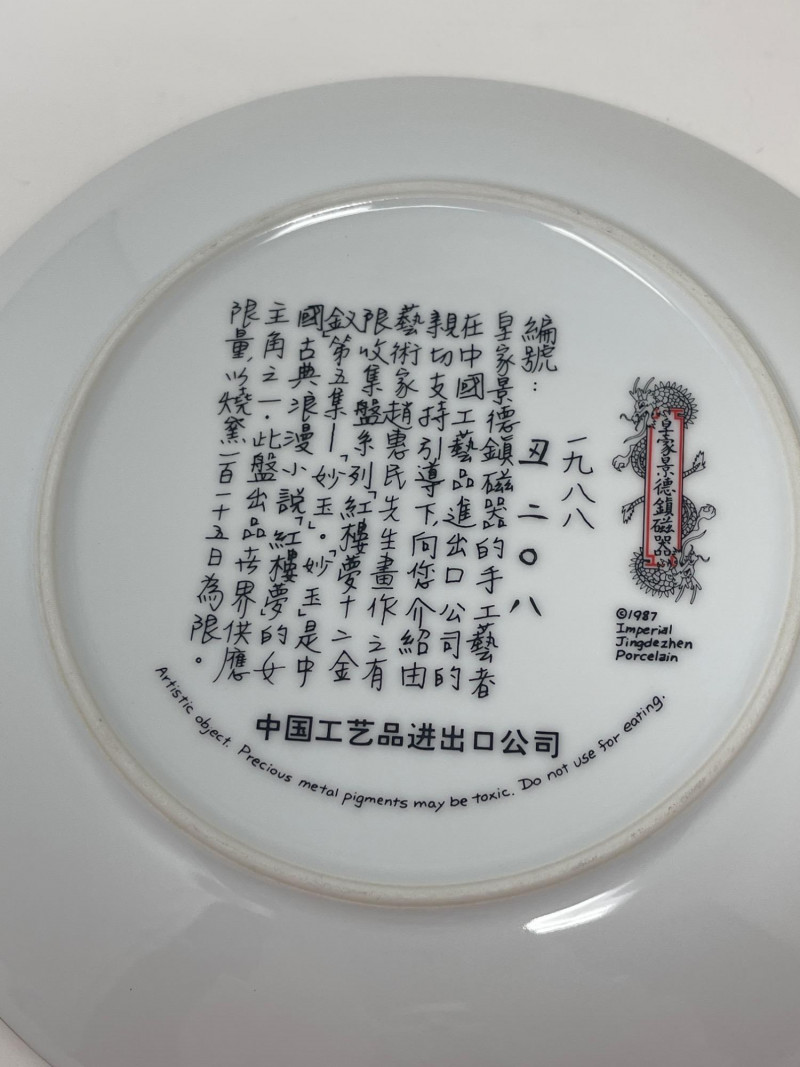 皇家景德鎮磁器
©1987
Imperial
Jingdezhen
Porcelain
一九八八
編號：丑二〇八
皇家景德鎮磁器的手工藝者
在中國工藝品進出口公司的
親切支持引導下,向您介紹由
藝術家趙惠民先生畫作之有
限收集盤系列「紅樓夢十二金
釵」第五集—「妙玉」。「妙玉」是中
國古典浪漫小說「紅樓夢」的女
主角之一.此盤出品世界供應
限量,以燒窯一百一十五日為限。
中国工艺品进出口公司
Artistic object. Precious metal pigments may be toxic. Do not use for eating.